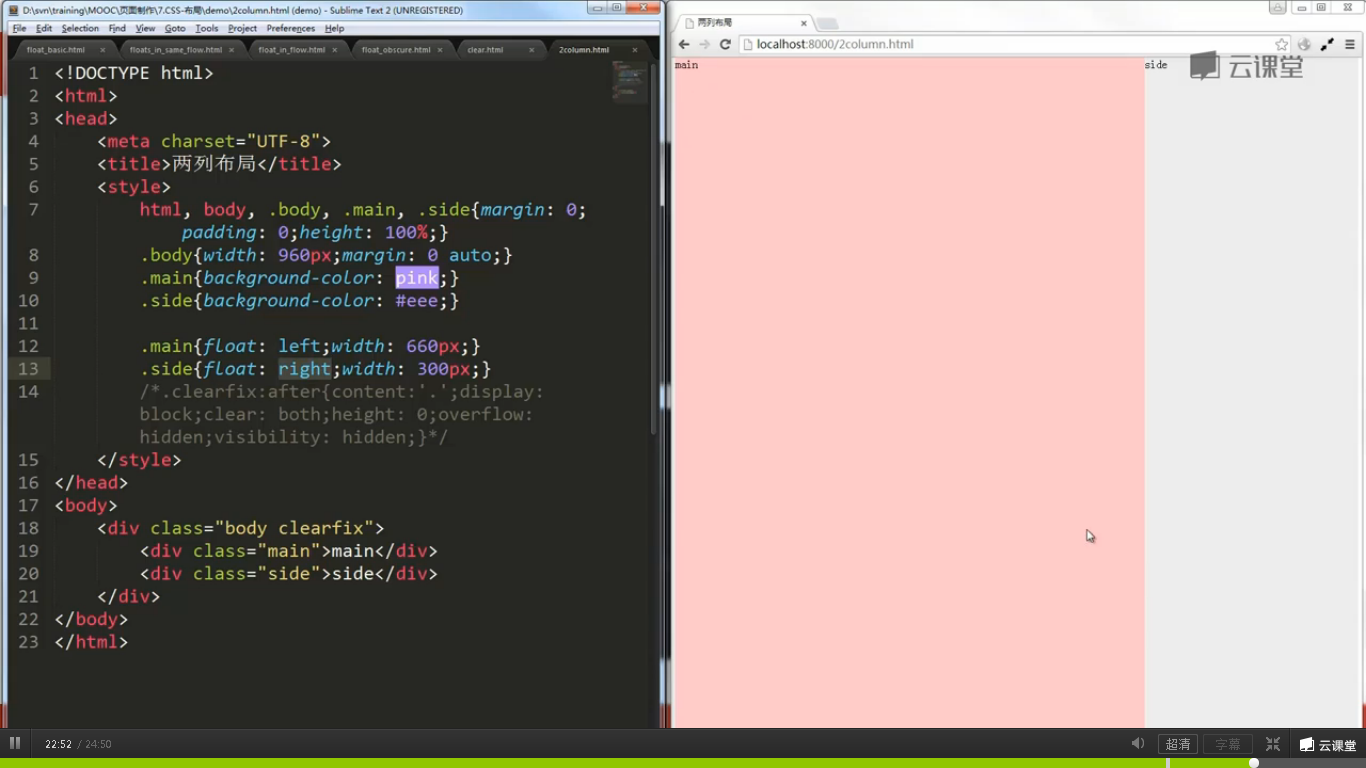 D:\svn\training\MOOC\页面制作\7.CSS-布局\demo\2column.html (demo) - Sublime Text 2 (UNREGISTERED)
File Edit Selection Find View Goto Tools Project Preferences Help
float_basic.html × floats_in_same_flow.html × float_in_flow.html × float_obscure.html × clear.html × 2column.html ×
1 <!DOCTYPE html>
2 <html>
3 <head>
4 <meta charset="UTF-8">
5 <title>两列布局</title>
6 <style>
7 html, body, .body, .main, .side{margin: 0;
padding: 0;height: 100%;}
8 .body{width: 960px;margin: 0 auto;}
9 .main{background-color: pink;}
10 .side{background-color: #eee;}
11
12 .main{float: left;width: 660px;}
13 .side{float: right;width: 300px;}
14 /*.clearfix:after{content:'.';display:
block;clear: both;height: 0;overflow:
hidden;visibility: hidden;}*/
15 </style>
16 </head>
17 <body>
18 <div class="body clearfix">
19 <div class="main">main</div>
20 <div class="side">side</div>
21 </div>
22 </body>
23 </html>
两列布局 ×
localhost:8000/2column.html
main
side
云课堂
22:52 / 24:50
超清 字幕 云课堂